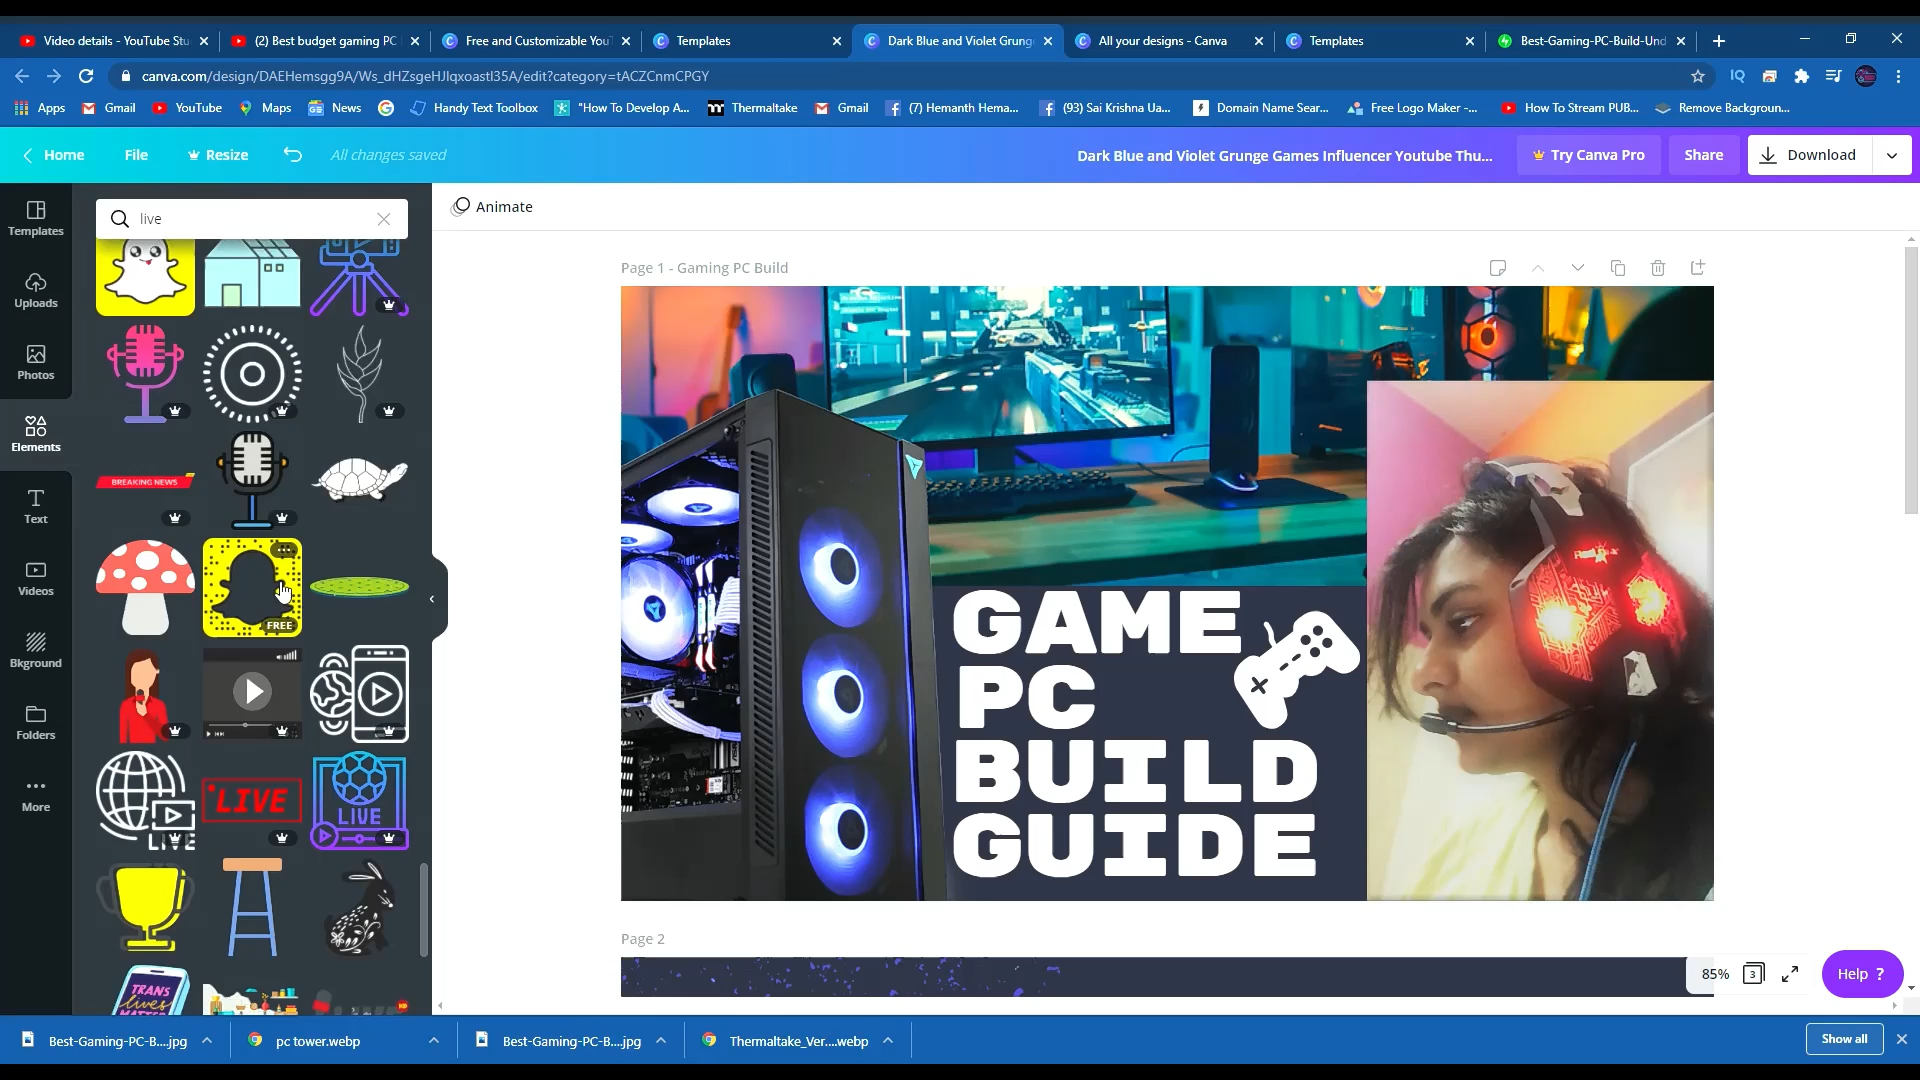 Video details - YouTube Stu
(2) Best budget gaming PC
Free and Customizable You
Templates
Dark Blue and Violet Grung
All your designs - Canva
Templates
Best-Gaming-PC-Build-Und
canva.com/design/DAEHemsgg9A/Ws_dHZsgeHJlqxoastl35A/edit?category=tACZCnmCPGY
IQ
Apps
Gmail
YouTube
Maps
News
Handy Text Toolbox
"How To Develop A...
Thermaltake
Gmail
(7) Hemanth Hema...
(93) Sai Krishna Ua...
Domain Name Sear...
Free Logo Maker -...
How To Stream PUB...
Remove Backgroun...
Home
File
Resize
All changes saved
Dark Blue and Violet Grunge Games Influencer Youtube Thu...
Try Canva Pro
Share
Download
Templates
Uploads
Photos
Elements
Text
Videos
Bkground
Folders
More
live
BREAKING NEWS
FREE
LIVE
LIVE
LIVE
TRANS
lives
MATTER
Animate
Page 1 - Gaming PC Build
GAME
PC
BUILD
GUIDE
Page 2
85%
3
Help ?
Best-Gaming-PC-B....jpg
pc tower.webp
Best-Gaming-PC-B....jpg
Thermaltake_Ver....webp
Show all